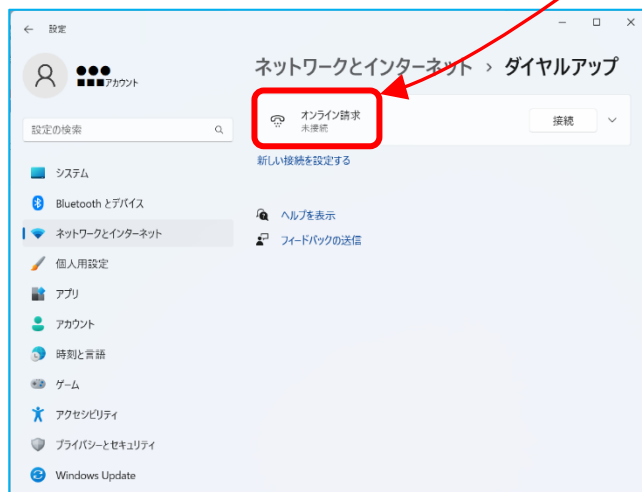 設定
●●●
■■■アカウント
設定の検索
システム
Bluetooth とデバイス
ネットワークとインターネット
個人用設定
アプリ
アカウント
時刻と言語
ゲーム
アクセシビリティ
プライバシーとセキュリティ
Windows Update
ネットワークとインターネット › ダイヤルアップ
オンライン請求
未接続
接続
新しい接続を設定する
ヘルプを表示
フィードバックの送信